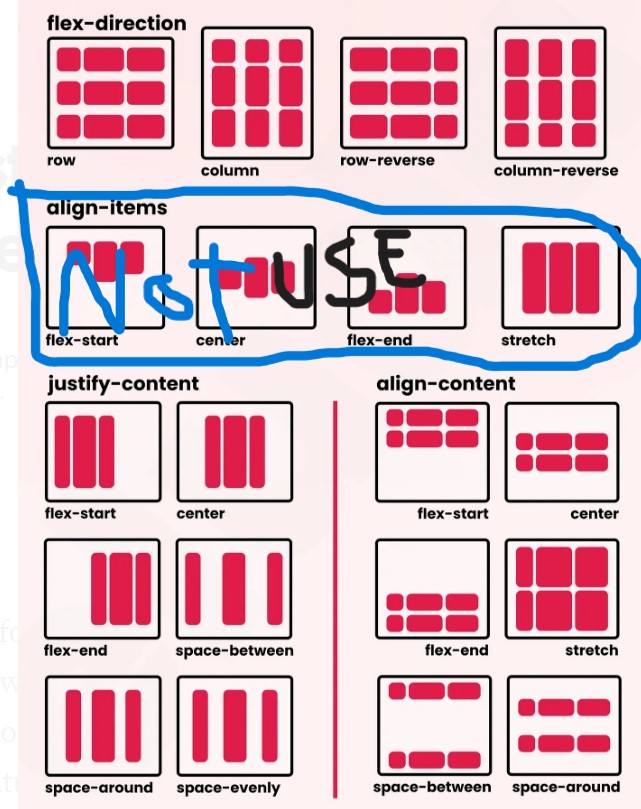 flex-direction
row
column
row-reverse
column-reverse
align-items
Not USE
flex-start
center
flex-end
stretch
justify-content
align-content
flex-start
center
flex-start
center
flex-end
space-between
flex-end
stretch
space-around
space-evenly
space-between
space-around